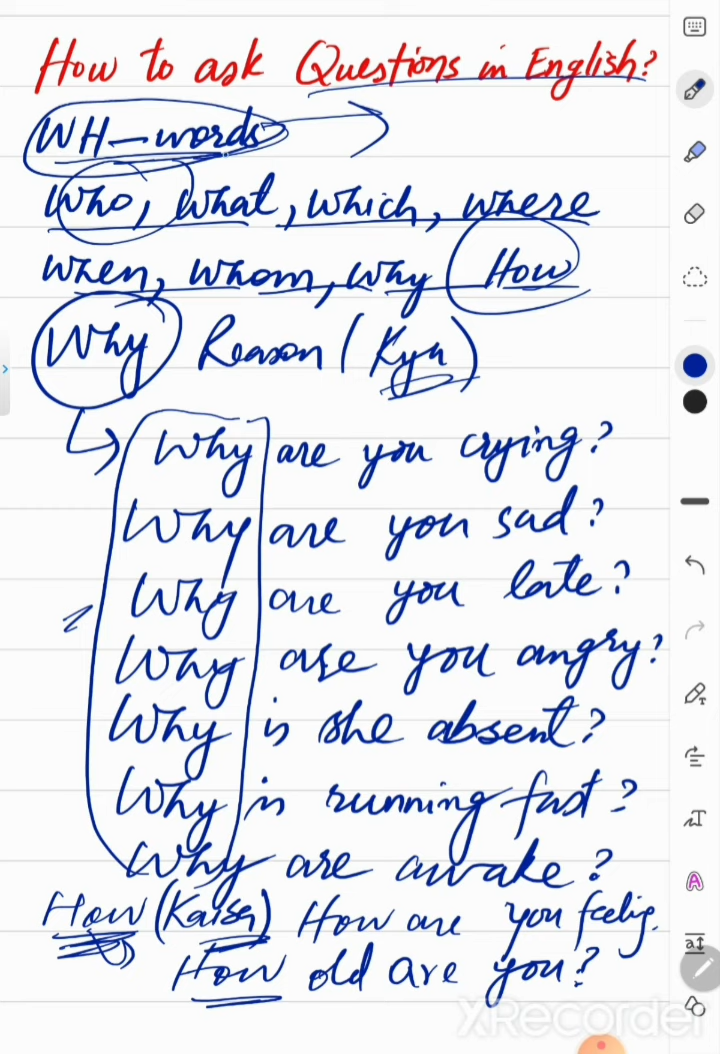 How to ask Questions in English?
WH-words
Who, what, which, where
when, whom, why How
Why Reason (Kyu)
Why are you crying?
Why are you sad?
Why are you late?
Why are you angry?
Why is she absent?
Why is running fast?
Why are awake?
How (Kaisa) How are you feelig.
How old are you?
XRecorder